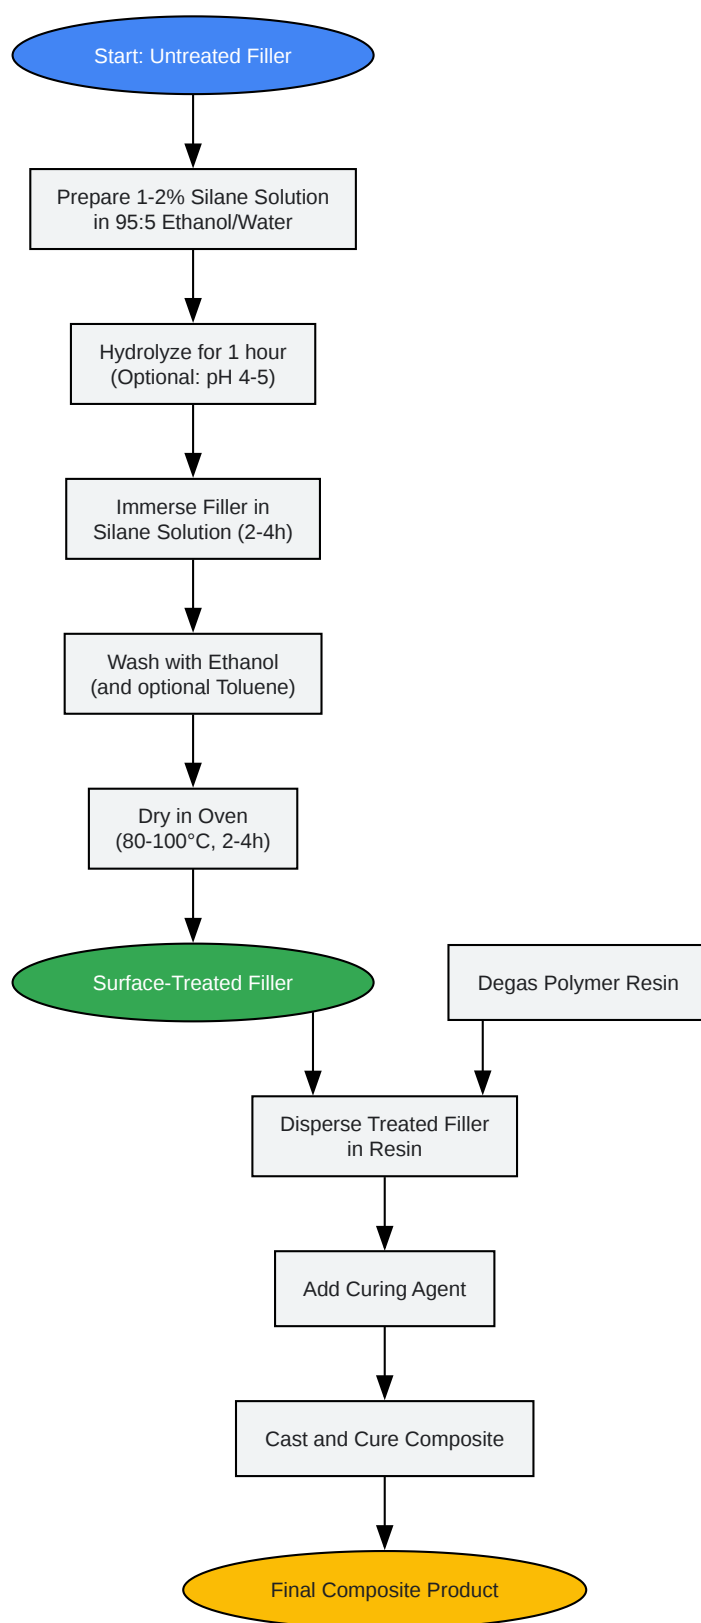 Start: Untreated Filler
Prepare 1-2% Silane Solution
in 95:5 Ethanol/Water
Hydrolyze for 1 hour
(Optional: pH 4-5)
Immerse Filler in
Silane Solution (2-4h)
Wash with Ethanol
(and optional Toluene)
Dry in Oven
(80-100°C, 2-4h)
Surface-Treated Filler
Degas Polymer Resin
Disperse Treated Filler
in Resin
Add Curing Agent
Cast and Cure Composite
Final Composite Product